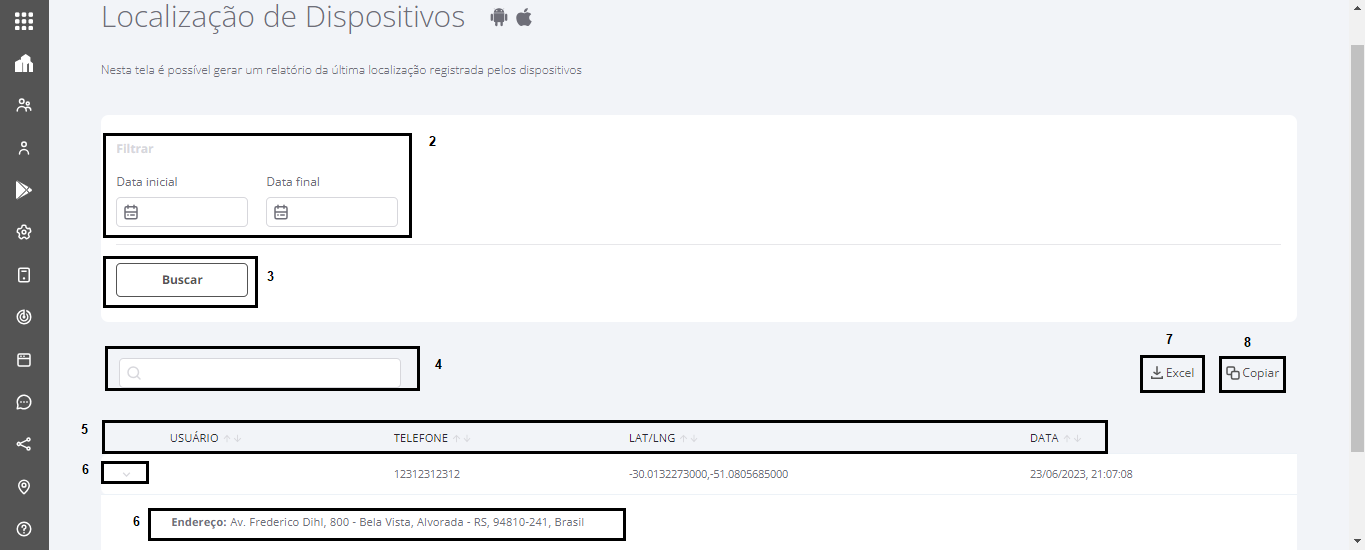 Localização de Dispositivos
Nesta tela é possível gerar um relatório da última localização registrada pelos dispositivos
2
Filtrar
Data inicial Data final
Buscar
3
4
7
8
Excel Copiar
5
USUÁRIO TELEFONE LAT/LNG DATA
6
12312312312 -30.0132273000,-51.0805685000 23/06/2023, 21:07:08
6
Endereço: Av. Frederico Dihl, 800 - Bela Vista, Alvorada - RS, 94810-241, Brasil